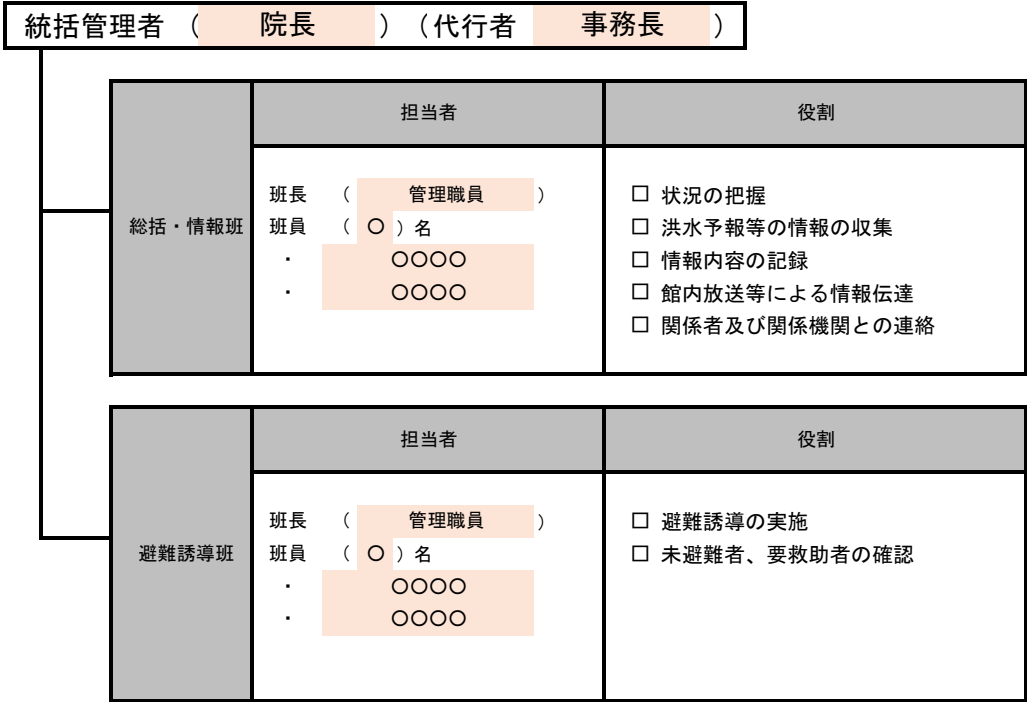 統括管理者（院長）（代行者 事務長）
担当者 役割
総括・情報班
班長（管理職員）
班員（〇）名
・ 〇〇〇〇
・ 〇〇〇〇
□ 状況の把握
□ 洪水予報等の情報の収集
□ 情報内容の記録
□ 館内放送等による情報伝達
□ 関係者及び関係機関との連絡
担当者 役割
避難誘導班
班長（管理職員）
班員（〇）名
・ 〇〇〇〇
・ 〇〇〇〇
□ 避難誘導の実施
□ 未避難者、要救助者の確認